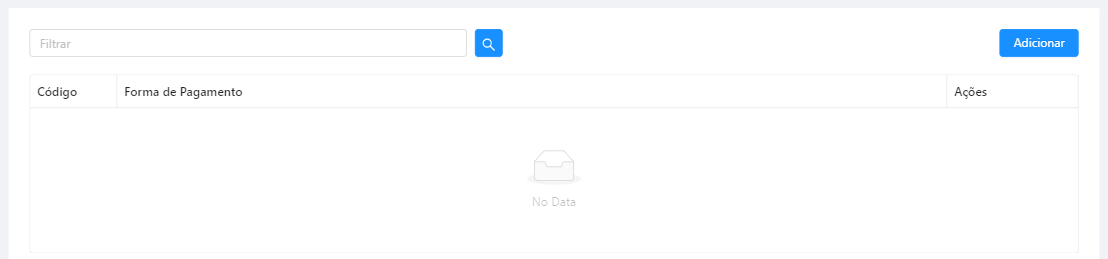 Filtrar
Adicionar
Código Forma de Pagamento Ações
No Data